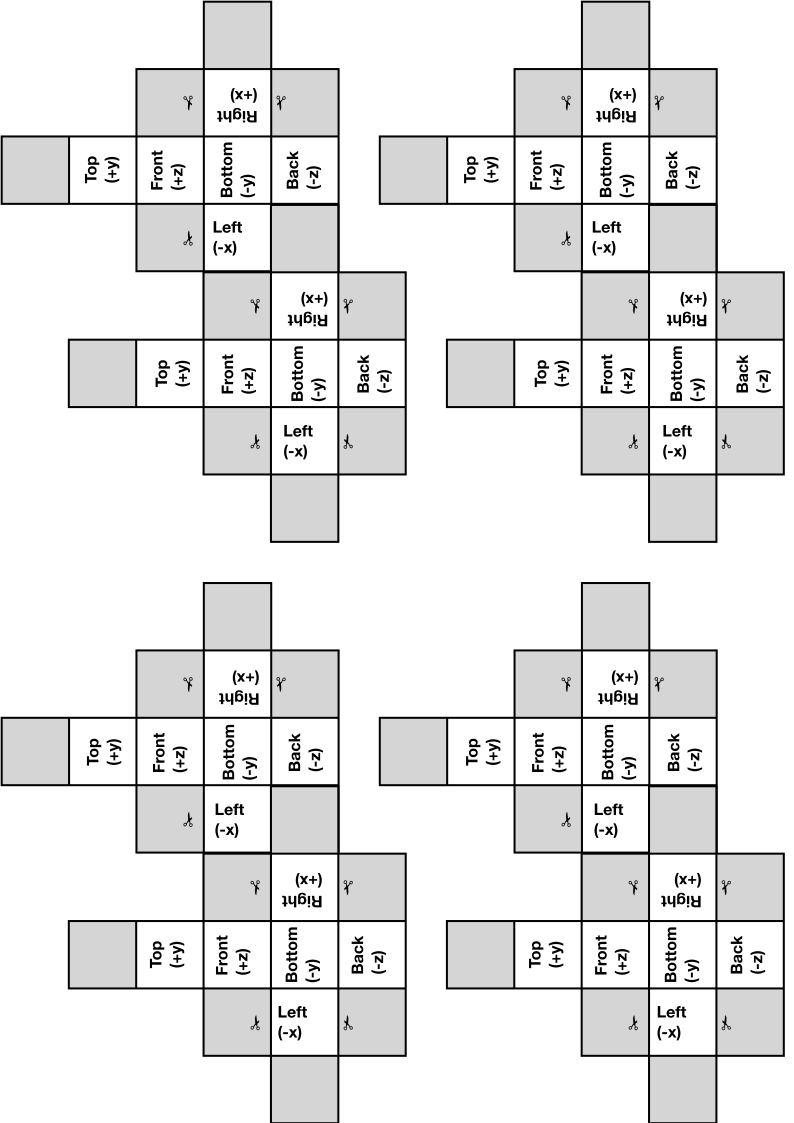 Right
(+x)
Right
(+x)
Top
(+y)
Front
(+z)
Bottom
(-y)
Back
(-z)
Top
(+y)
Front
(+z)
Bottom
(-y)
Back
(-z)
Left
(-x)
Left
(-x)
Right
(+x)
Right
(+x)
Top
(+y)
Front
(+z)
Bottom
(-y)
Back
(-z)
Top
(+y)
Front
(+z)
Bottom
(-y)
Back
(-z)
Left
(-x)
Left
(-x)
Right
(+x)
Right
(+x)
Top
(+y)
Front
(+z)
Bottom
(-y)
Back
(-z)
Top
(+y)
Front
(+z)
Bottom
(-y)
Back
(-z)
Left
(-x)
Left
(-x)
Right
(+x)
Right
(+x)
Top
(+y)
Front
(+z)
Bottom
(-y)
Back
(-z)
Top
(+y)
Front
(+z)
Bottom
(-y)
Back
(-z)
Left
(-x)
Left
(-x)